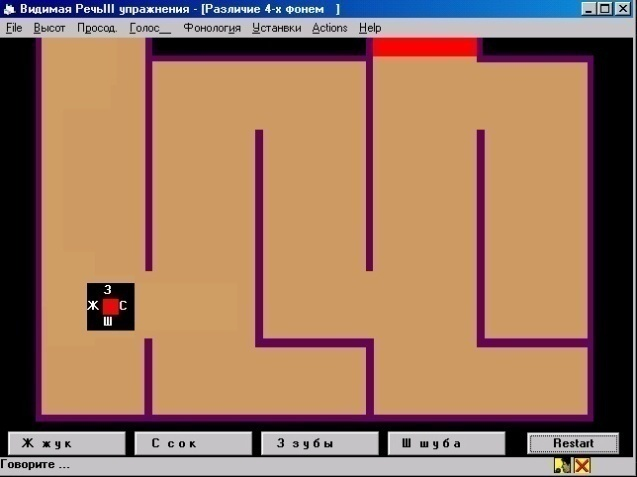 Видимая РечьIII упражнения - [Различие 4-х фонем ]
File Высот Просод. Голос__ Фонология Устанвки Actions Help
З
Ж С
Ш
Ж жук С сок З зубы Ш шуба Restart
Говорите ...